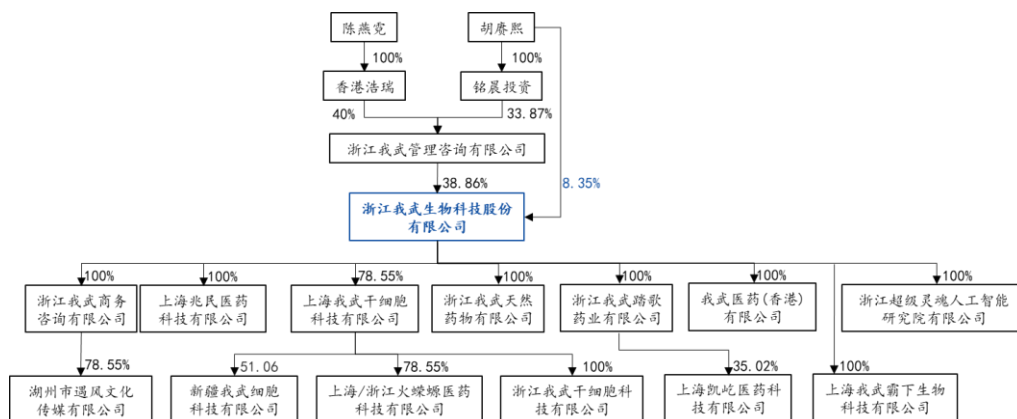 陈燕霓
胡赓熙
100%
100%
香港浩瑞
铭晨投资
40%
33.87%
浙江我武管理咨询有限公司
38.86%
8.35%
浙江我武生物科技股份
有限公司
100%
100%
78.55%
100%
100%
100%
100%
浙江我武商务
咨询有限公司
上海兆民医药
科技有限公司
上海我武干细胞
科技有限公司
浙江我武天然
药物有限公司
浙江我武踏歌
药业有限公司
我武医药(香港)
有限公司
浙江超级灵魂人工智能
研究院有限公司
78.55%
51.06
78.55%
100%
35.02%
100%
湖州市遇风文化
传媒有限公司
新疆我武细胞
科技有限公司
上海/浙江火蝾螈医药
科技有限公司
浙江我武干细胞科
技有限公司
上海凯屹医药科
技有限公司
上海我武霸下生物
科技有限公司